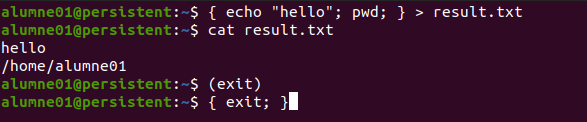 alumne01@persistent:~$ { echo "hello"; pwd; } > result.txt
alumne01@persistent:~$ cat result.txt
hello
/home/alumne01
alumne01@persistent:~$ (exit)
alumne01@persistent:~$ { exit; }